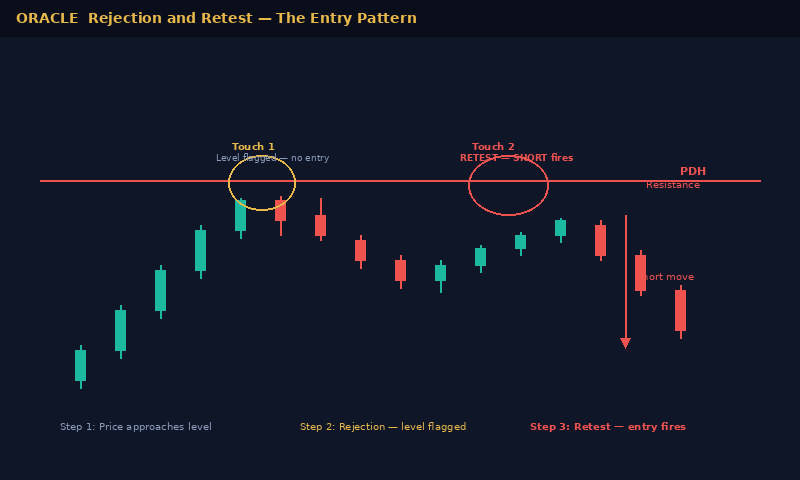 ORACLE Rejection and Retest — The Entry Pattern
Touch 1
Level flagged — no entry
Touch 2
RETEST — SHORT fires
PDH
Resistance
ort move
Step 1: Price approaches level
Step 2: Rejection — level flagged
Step 3: Retest — entry fires